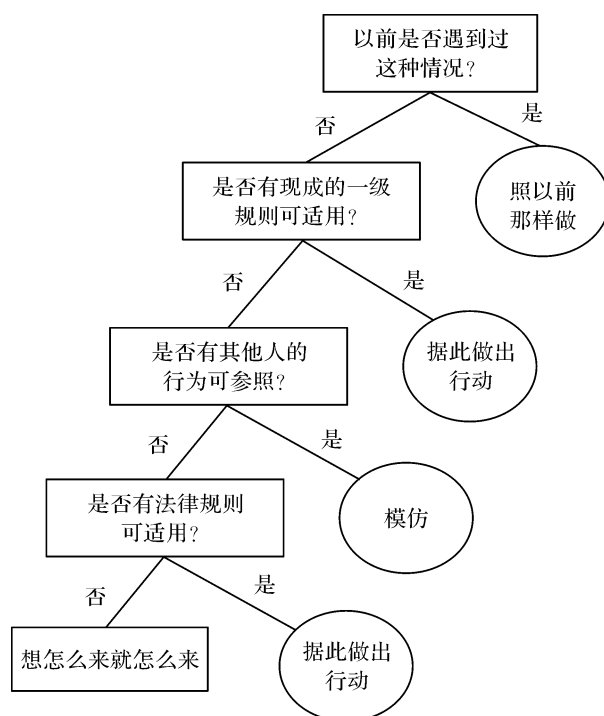 以前是否遇到过
这种情况?
否
是
是否有现成的一级
规则可适用?
照以前
那样做
否
是
是否有其他人的
行为可参照?
据此做出
行动
否
是
是否有法律规则
可适用?
模仿
否
是
想怎么来就怎么来
据此做出
行动